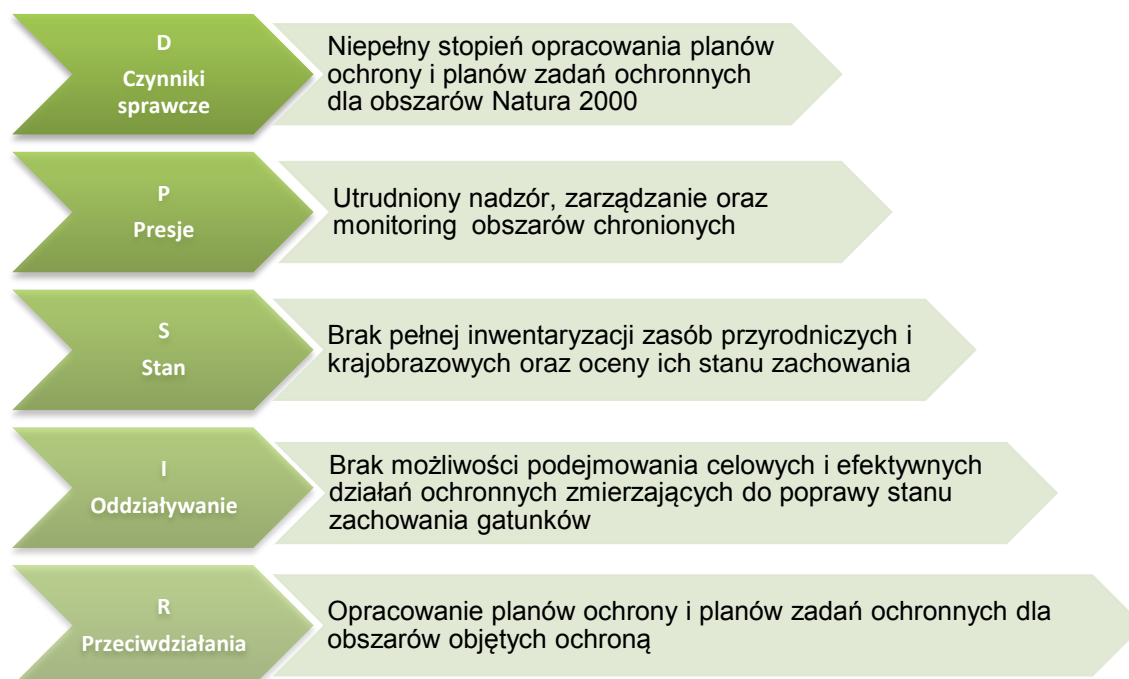 D
Czynniki
sprawcze
Niepełny stopień opracowania planów
ochrony i planów zadań ochronnych
dla obszarów Natura 2000
P
Presje
Utrudniony nadzór, zarządzanie oraz
monitoring obszarów chronionych
S
Stan
Brak pełnej inwentaryzacji zasób przyrodniczych i
krajobrazowych oraz oceny ich stanu zachowania
I
Oddziaływanie
Brak możliwości podejmowania celowych i efektywnych
działań ochronnych zmierzających do poprawy stanu
zachowania gatunków
R
Przeciwdziałania
Opracowanie planów ochrony i planów zadań ochronnych dla
obszarów objętych ochroną